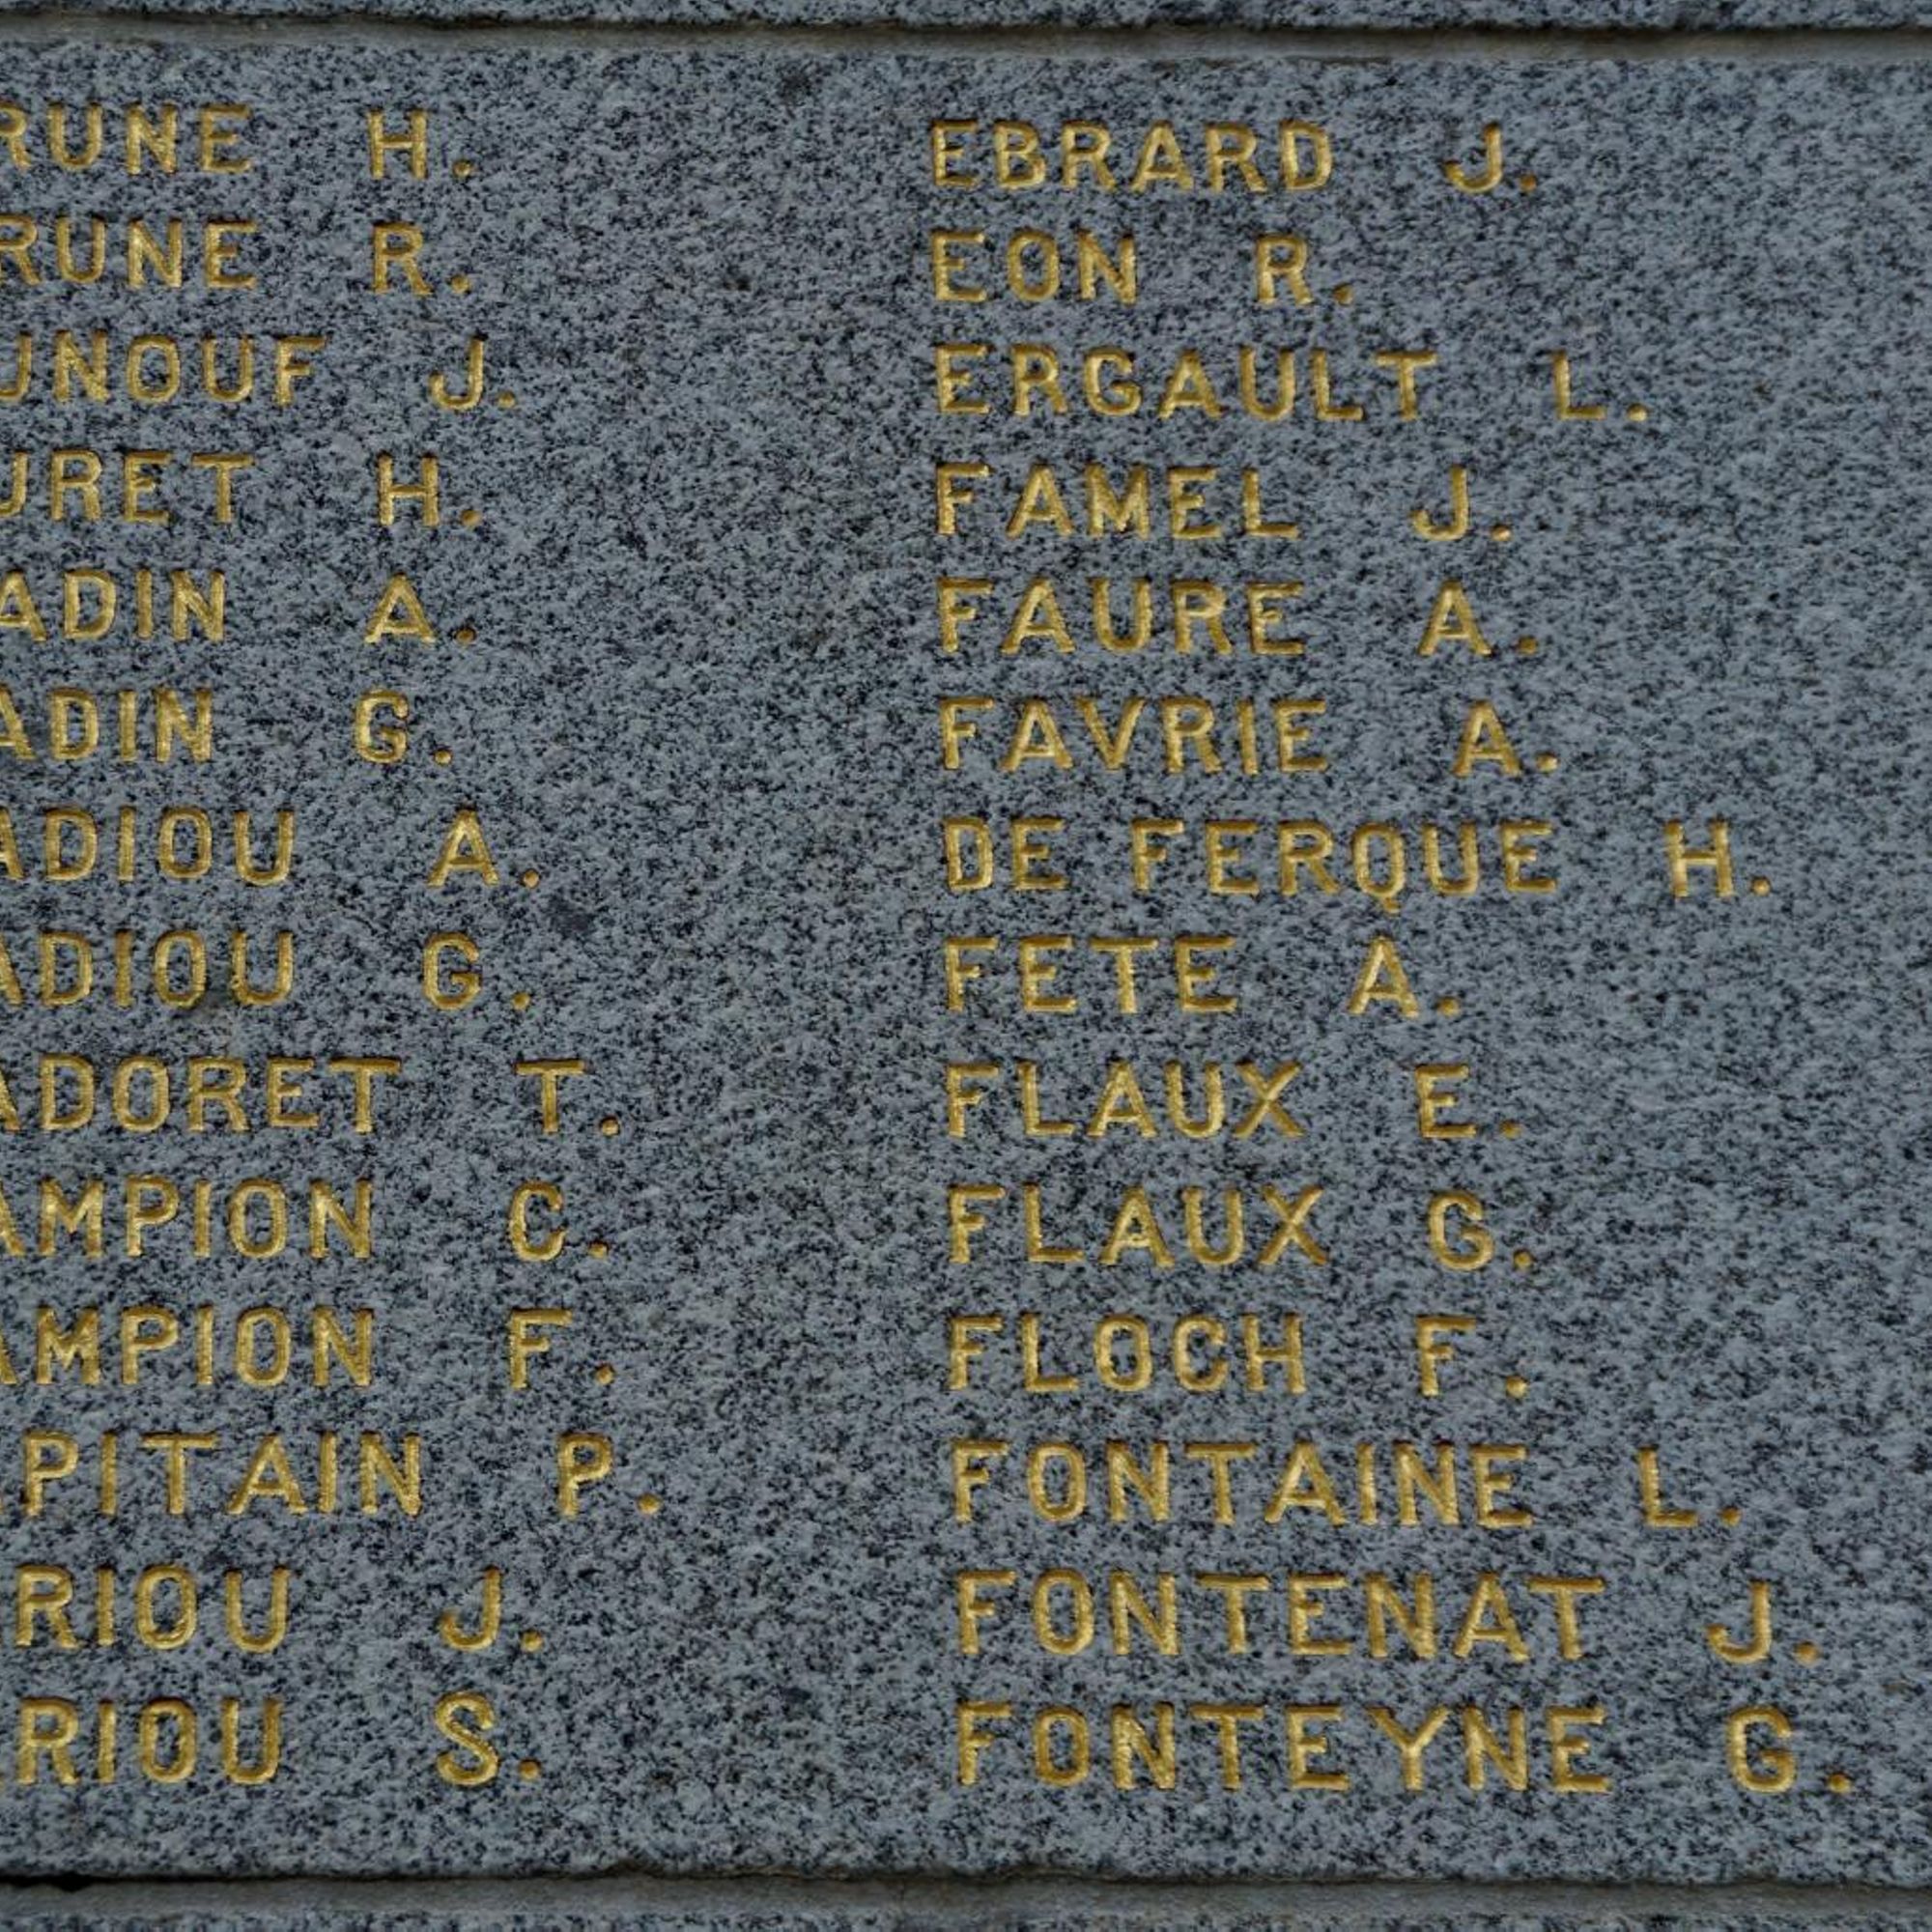 RUNE H.
RUNE R.
UNOUF J.
URET H.
ADIN A.
ADIN G.
ADIOU A.
ADIOU G.
ADORET T.
AMPION C.
AMPION F.
PITAIN P.
RIOU J.
RIOU S.
EBRARD J.
EON R.
ERGAULT L.
FAMEL J.
FAURE A.
FAVRIE A.
DE FERQUE H.
FETE A.
FLAUX E.
FLAUX G.
FLOCH F.
FONTAINE L.
FONTENAT J.
FONTEYNE G.